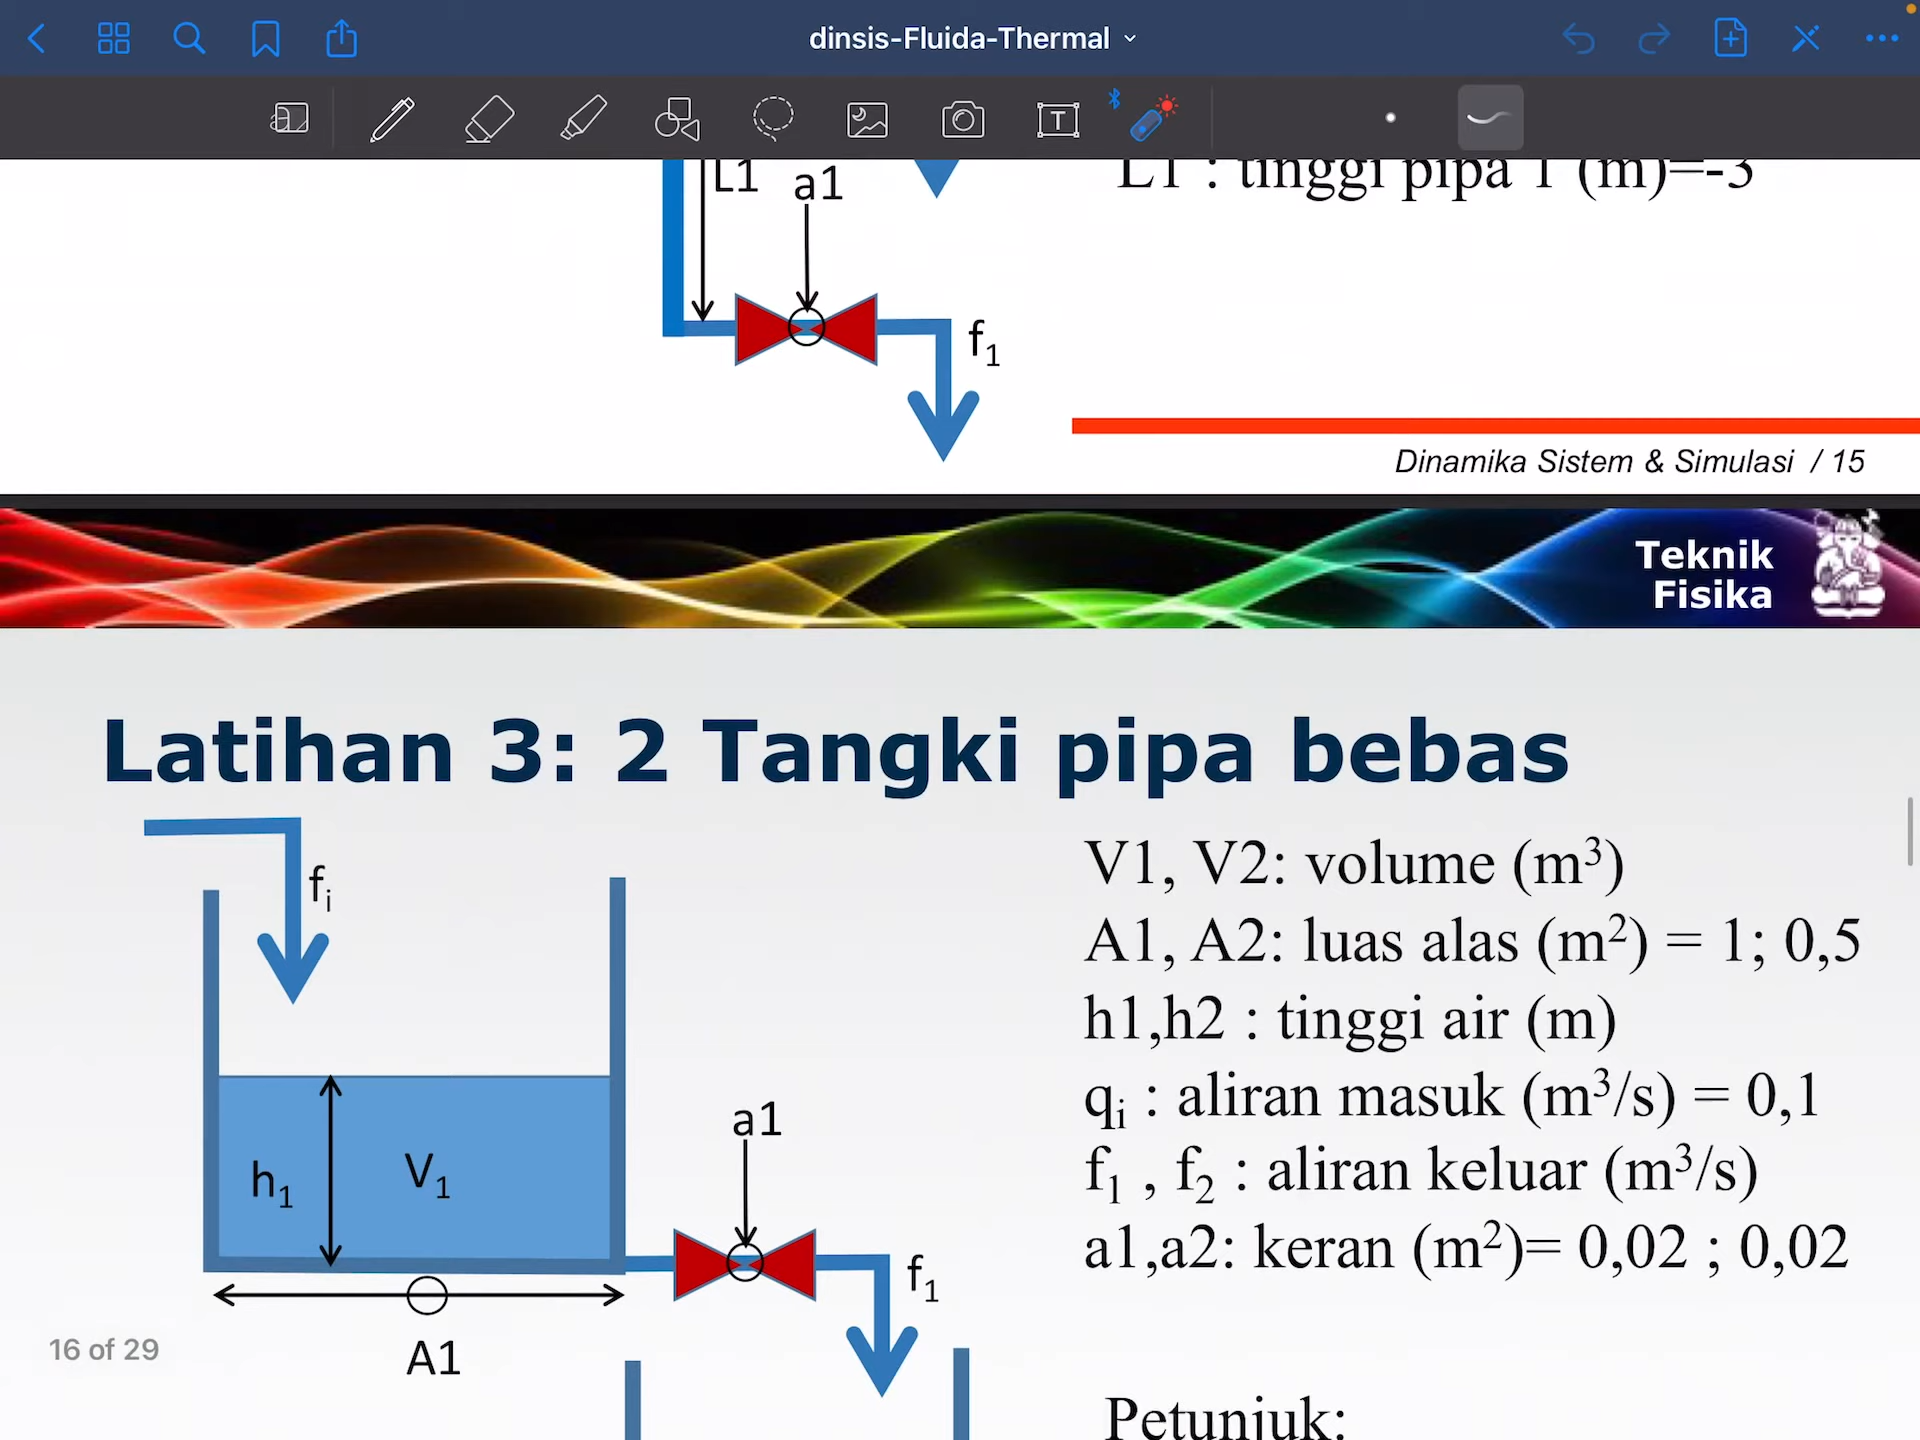 dinsis-Fluida-Thermal
T
L1 a1
L1 : tinggi pipa 1 (m)=-3
f1
Dinamika Sistem & Simulasi / 15
Teknik
Fisika
Latihan 3: 2 Tangki pipa bebas
fi
V1, V2: volume (m³)
A1, A2: luas alas (m²) = 1; 0,5
h1,h2 : tinggi air (m)
qi : aliran masuk (m³/s) = 0,1
f1 , f2 : aliran keluar (m³/s)
a1,a2: keran (m²)= 0,02 ; 0,02
a1
h1
V1
f1
A1
16 of 29
Petunjuk: